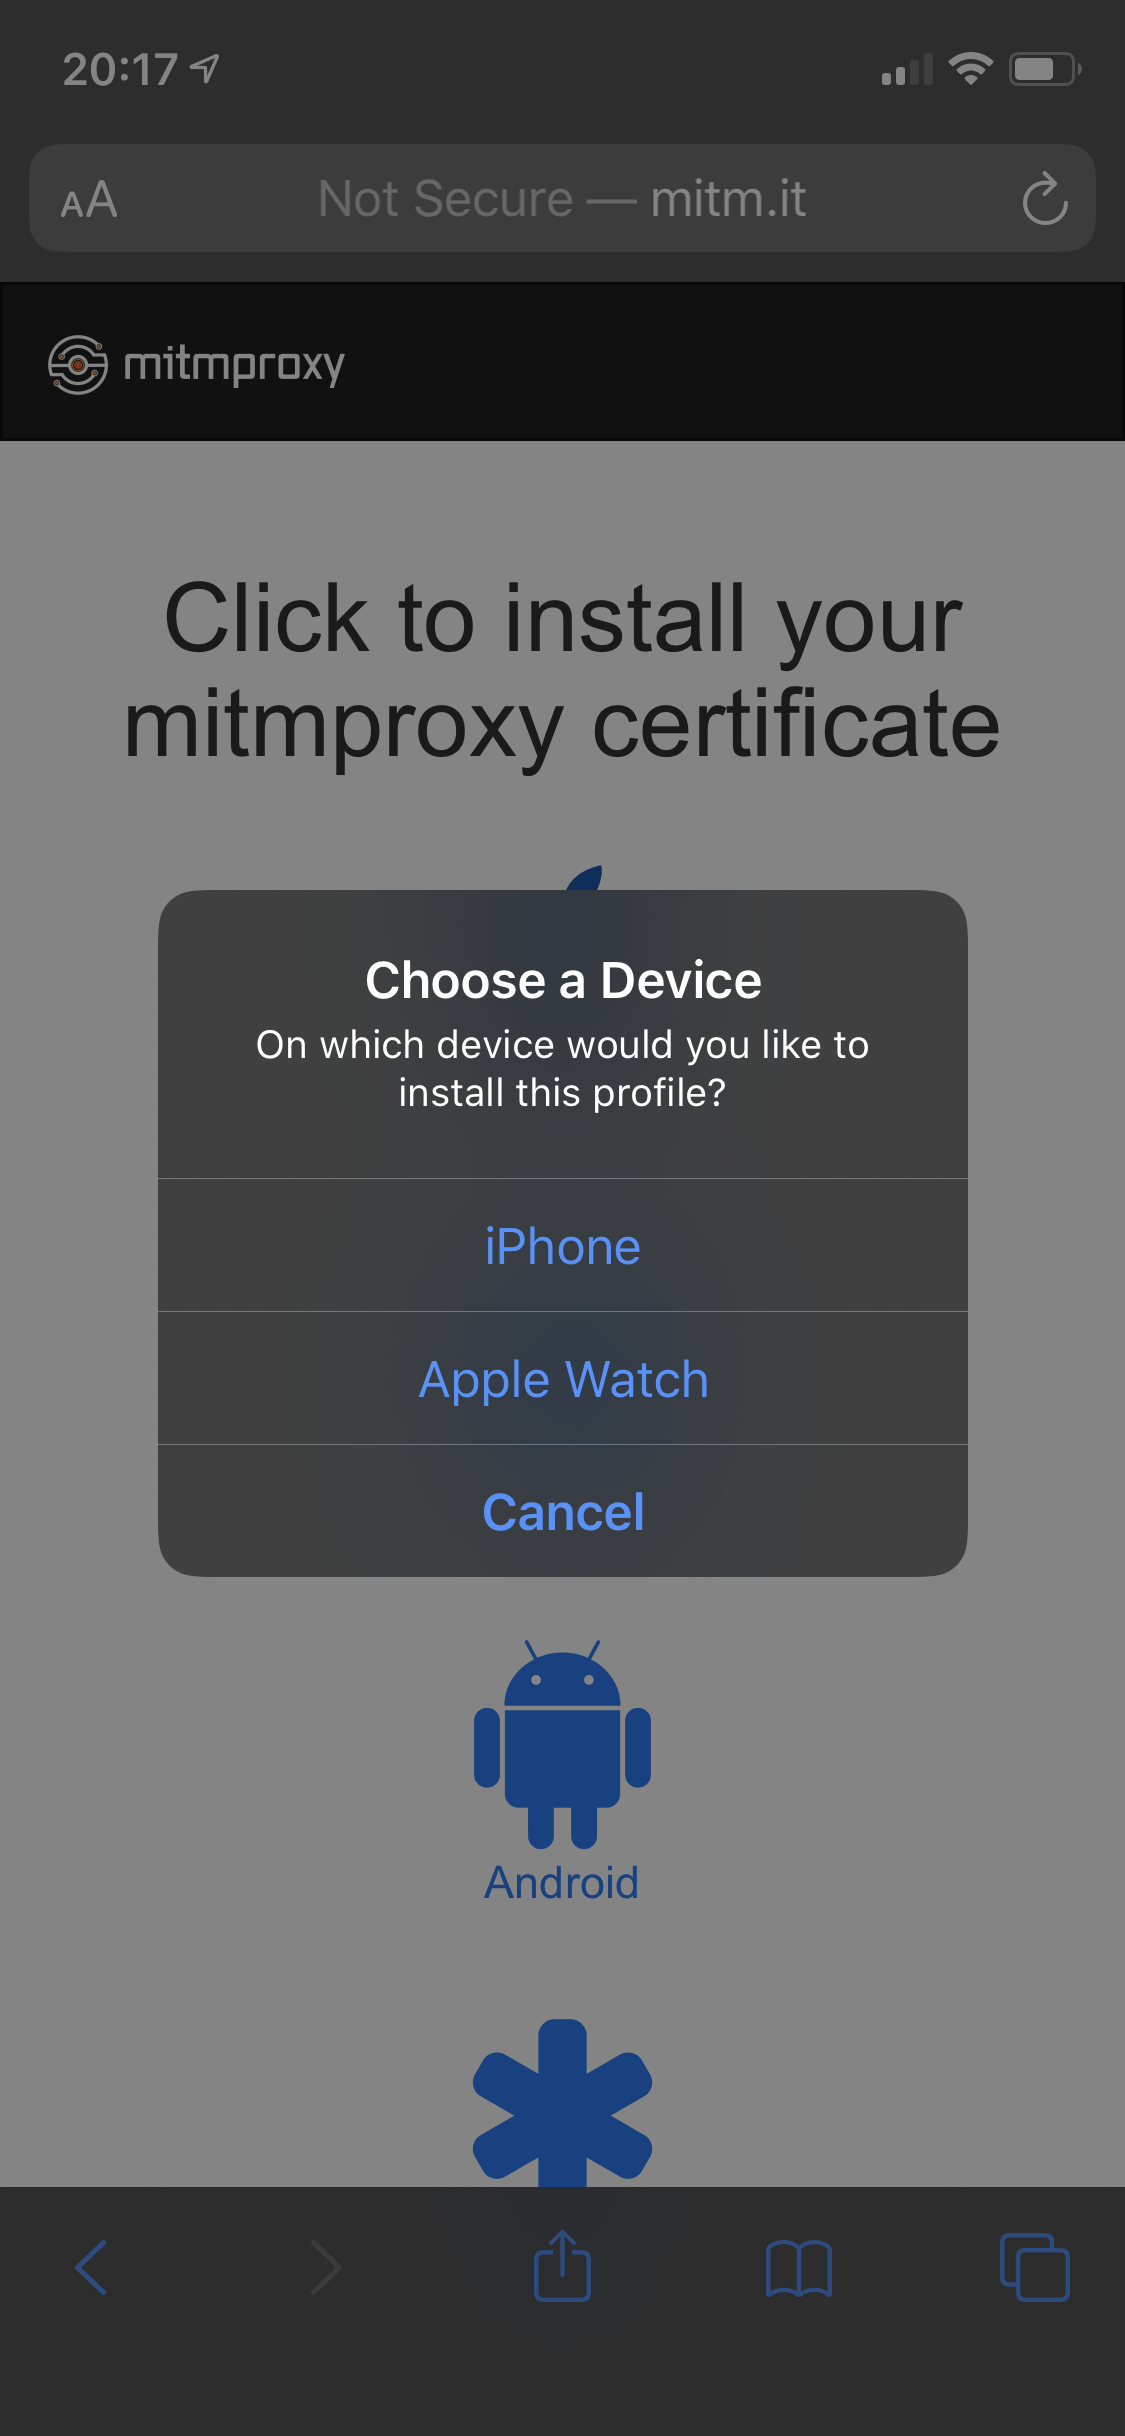 20:17
AA Not Secure — mitm.it
mitmproxy
Click to install your
mitmproxy certificate
Choose a Device
On which device would you like to
install this profile?
iPhone
Apple Watch
Cancel
Android